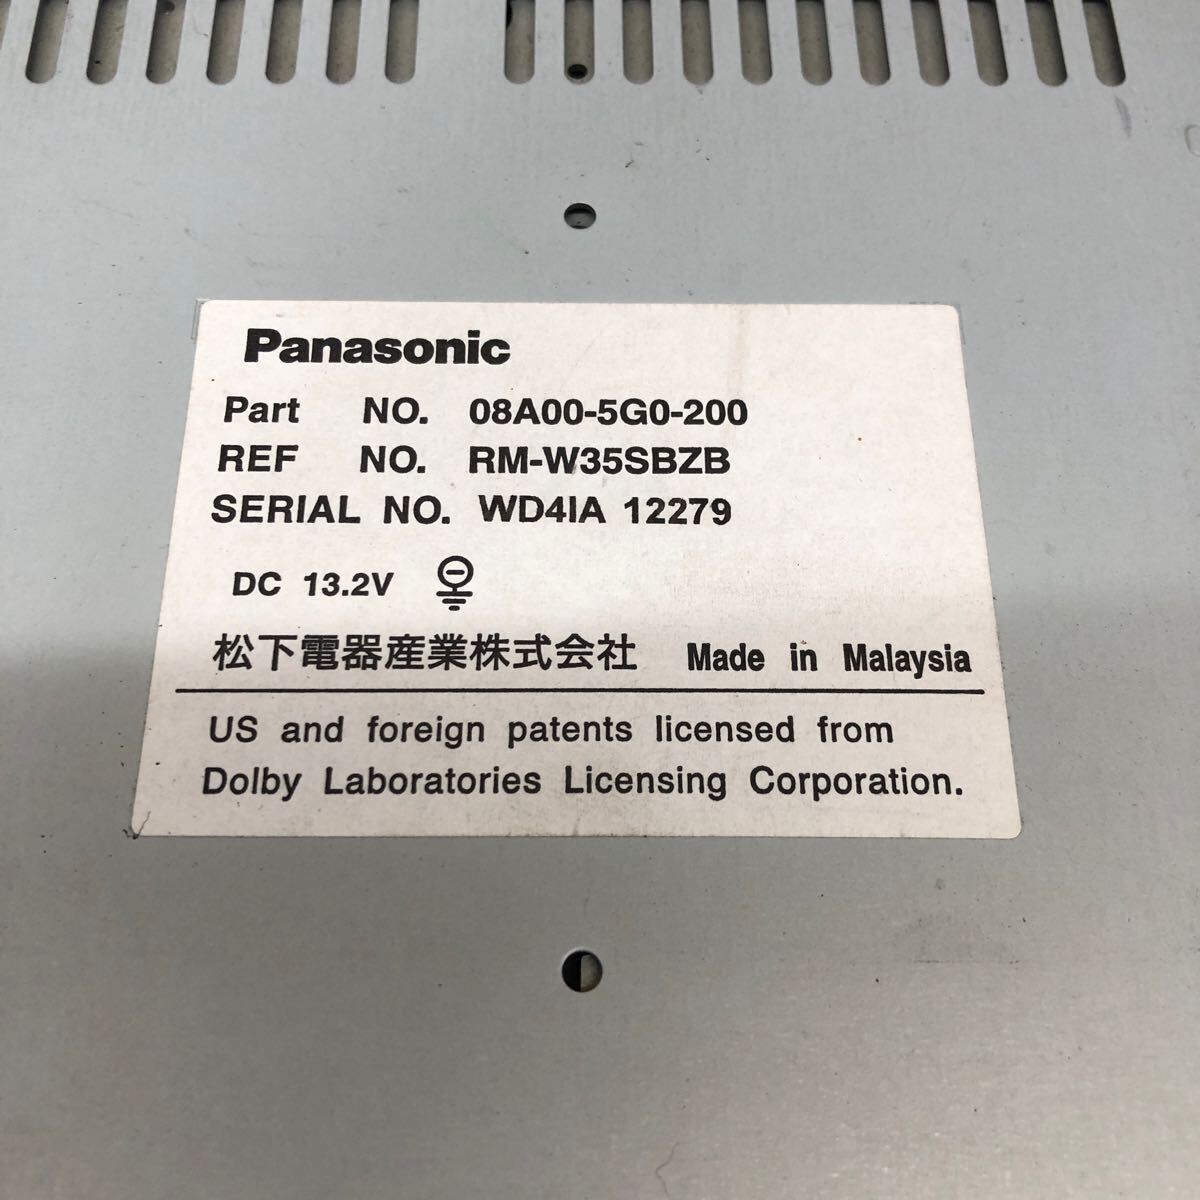 Panasonic
Part NO. 08A00-5G0-200
REF NO. RM-W35SBZB
SERIAL NO. WD4IA 12279
DC 13.2V
松下電器産業株式会社 Made in Malaysia
US and foreign patents licensed from
Dolby Laboratories Licensing Corporation.